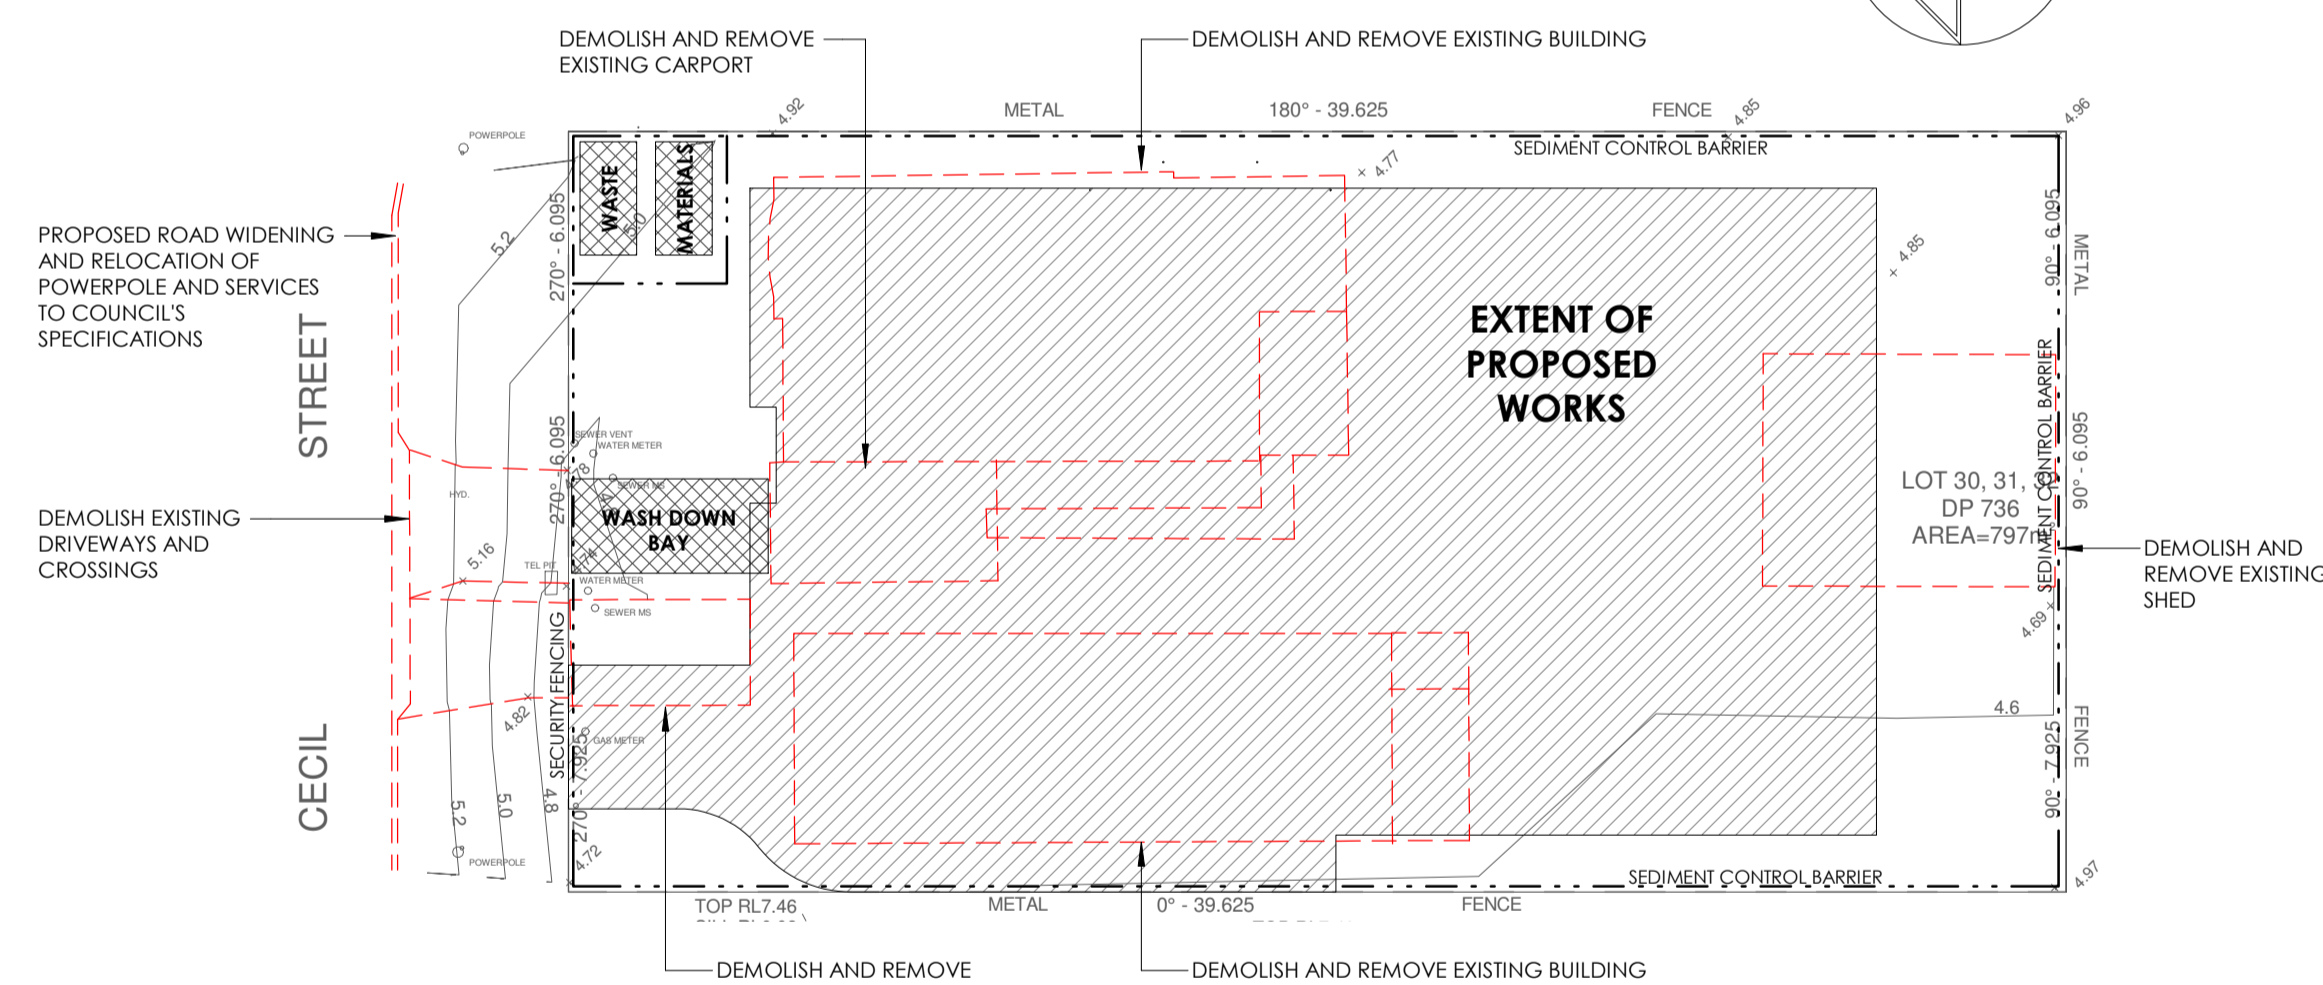 DEMOLISH AND REMOVE
EXISTING CARPORT
DEMOLISH AND REMOVE EXISTING BUILDING
4.92
METAL
180° - 39.625
FENCE
4.85
4.96
POWERPOLE
SEDIMENT CONTROL BARRIER
4.77
WASTE
MATERIALS
5.0
5.2
270° - 6.095
90° - 6.095
METAL
4.85
PROPOSED ROAD WIDENING
AND RELOCATION OF
POWERPOLE AND SERVICES
TO COUNCIL'S
SPECIFICATIONS
STREET
EXTENT OF
PROPOSED
WORKS
SEDIMENT CONTROL BARRIER
270° - 6.095
SEWER VENT
WATER METER
SEWER MS
HYD.
90° - 6.095
LOT 30, 31,
DP 736
AREA=797m
DEMOLISH EXISTING
DRIVEWAYS AND
CROSSINGS
WASH DOWN
BAY
4.74
5.16
TEL PIT
WATER METER
SEWER MS
DEMOLISH AND
REMOVE EXISTING
SHED
4.69
SECURITY FENCING
4.82
GAS METER
4.6
CECIL
270° - 7.925
90° - 7.925
FENCE
5.2
5.0
4.8
POWERPOLE
4.72
SEDIMENT CONTROL BARRIER
4.97
TOP RL7.46
METAL
0° - 39.625
FENCE
DEMOLISH AND REMOVE
DEMOLISH AND REMOVE EXISTING BUILDING